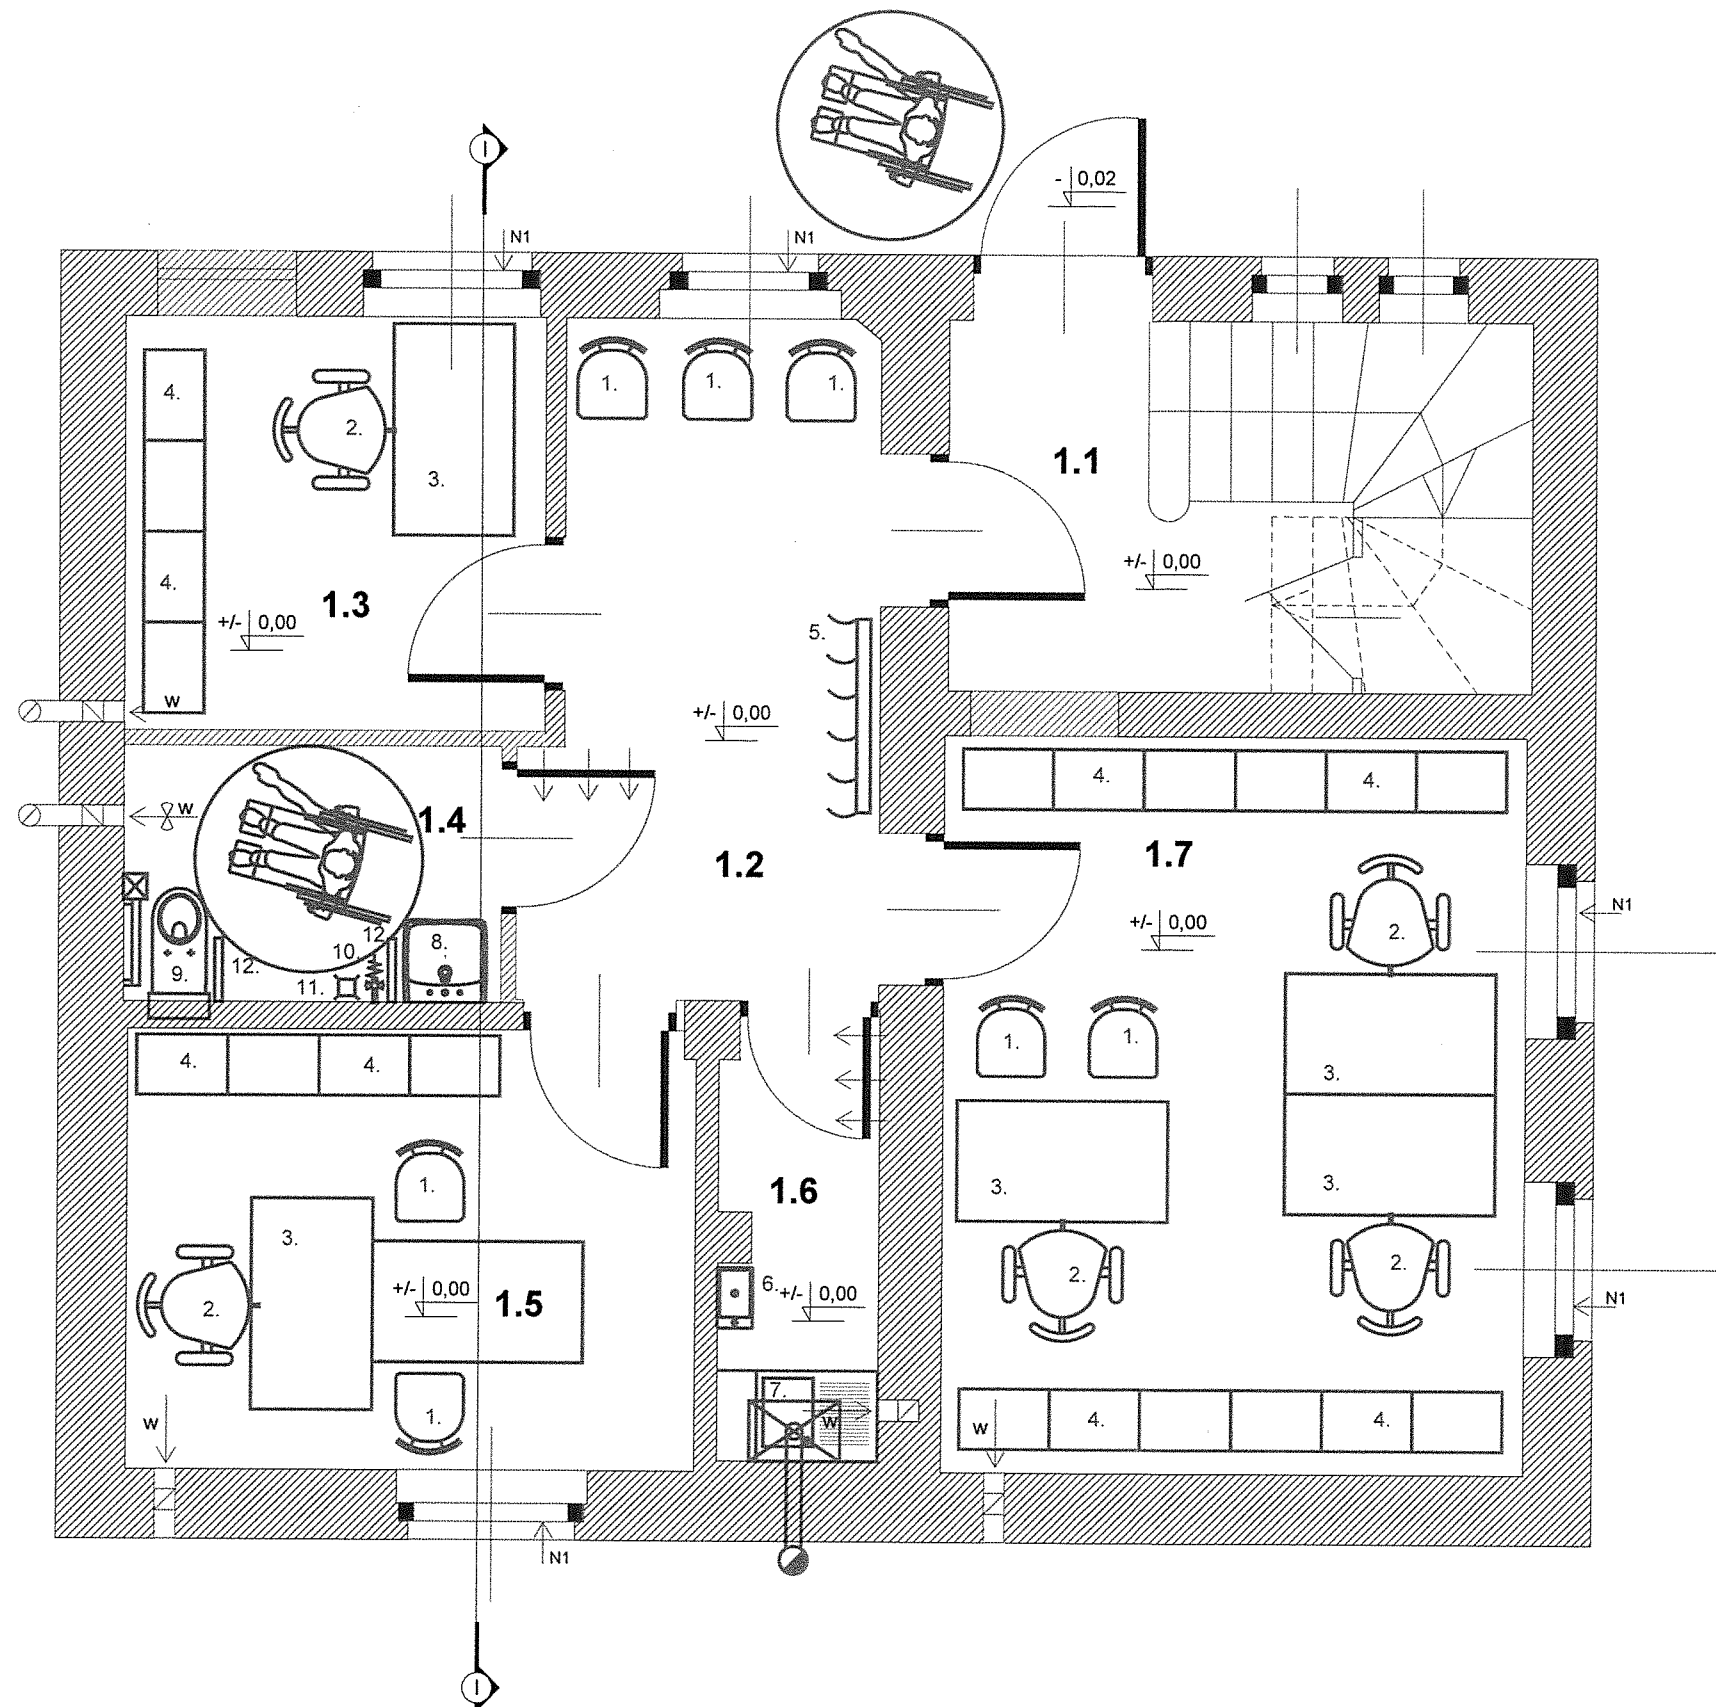 I
- 0,02
N1
N1
1. 1. 1.
4.
2.
3.
1.1
+/- 0,00
4.
1.3
+/- 0,00
5.
W
+/- 0,00
4. 4.
W
1.4
1.2
1.7
N1
+/- 0,00
2.
12.
8.
10.
12.
9.
11.
1. 1.
4. 4.
3.
1.
3. 3.
1.6
3.
2. 2.
+/- 0,00
1.5
6. +/- 0,00
2.
N1
7.
W
1.
W
4. 4.
W
N1
I